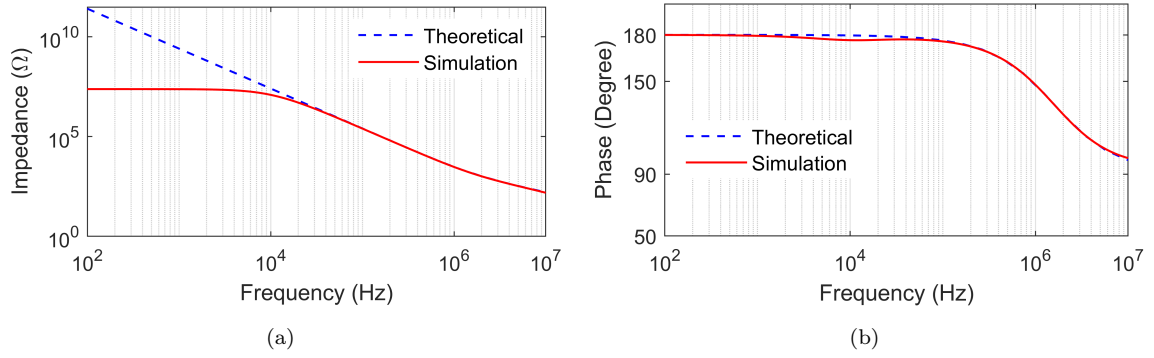 10^10
10^5
10^0
Impedance (Ω)
Theoretical
Simulation
10^2
10^4
10^6
10^7
Frequency (Hz)
(a)
180
150
90
50
Phase (Degree)
Theoretical
Simulation
10^2
10^4
10^6
10^7
Frequency (Hz)
(b)